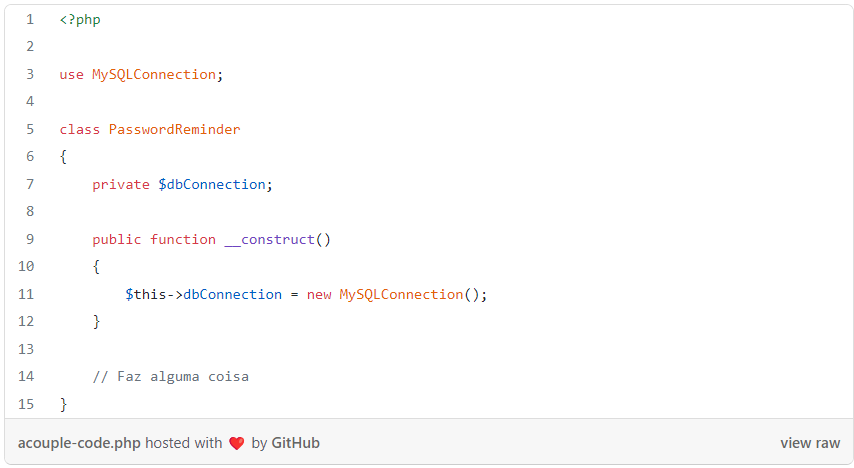 1 <?php
2
3 use MySQLConnection;
4
5 class PasswordReminder
6 {
7     private $dbConnection;
8
9     public function __construct()
10     {
11         $this->dbConnection = new MySQLConnection();
12     }
13
14     // Faz alguma coisa
15 }
acouple-code.php hosted with ❤ by GitHub view raw